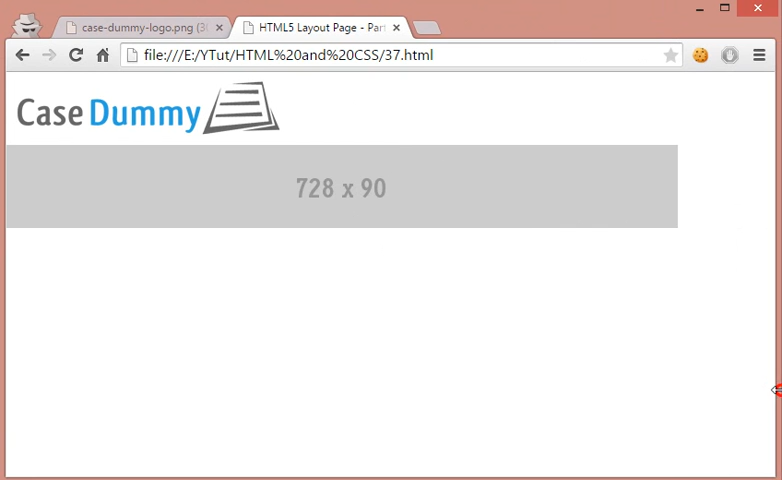 case-dummy-logo.png (3
HTML5 Layout Page - Par
file:///E:/YTut/HTML%20and%20CSS/37.html
Case Dummy
728 x 90